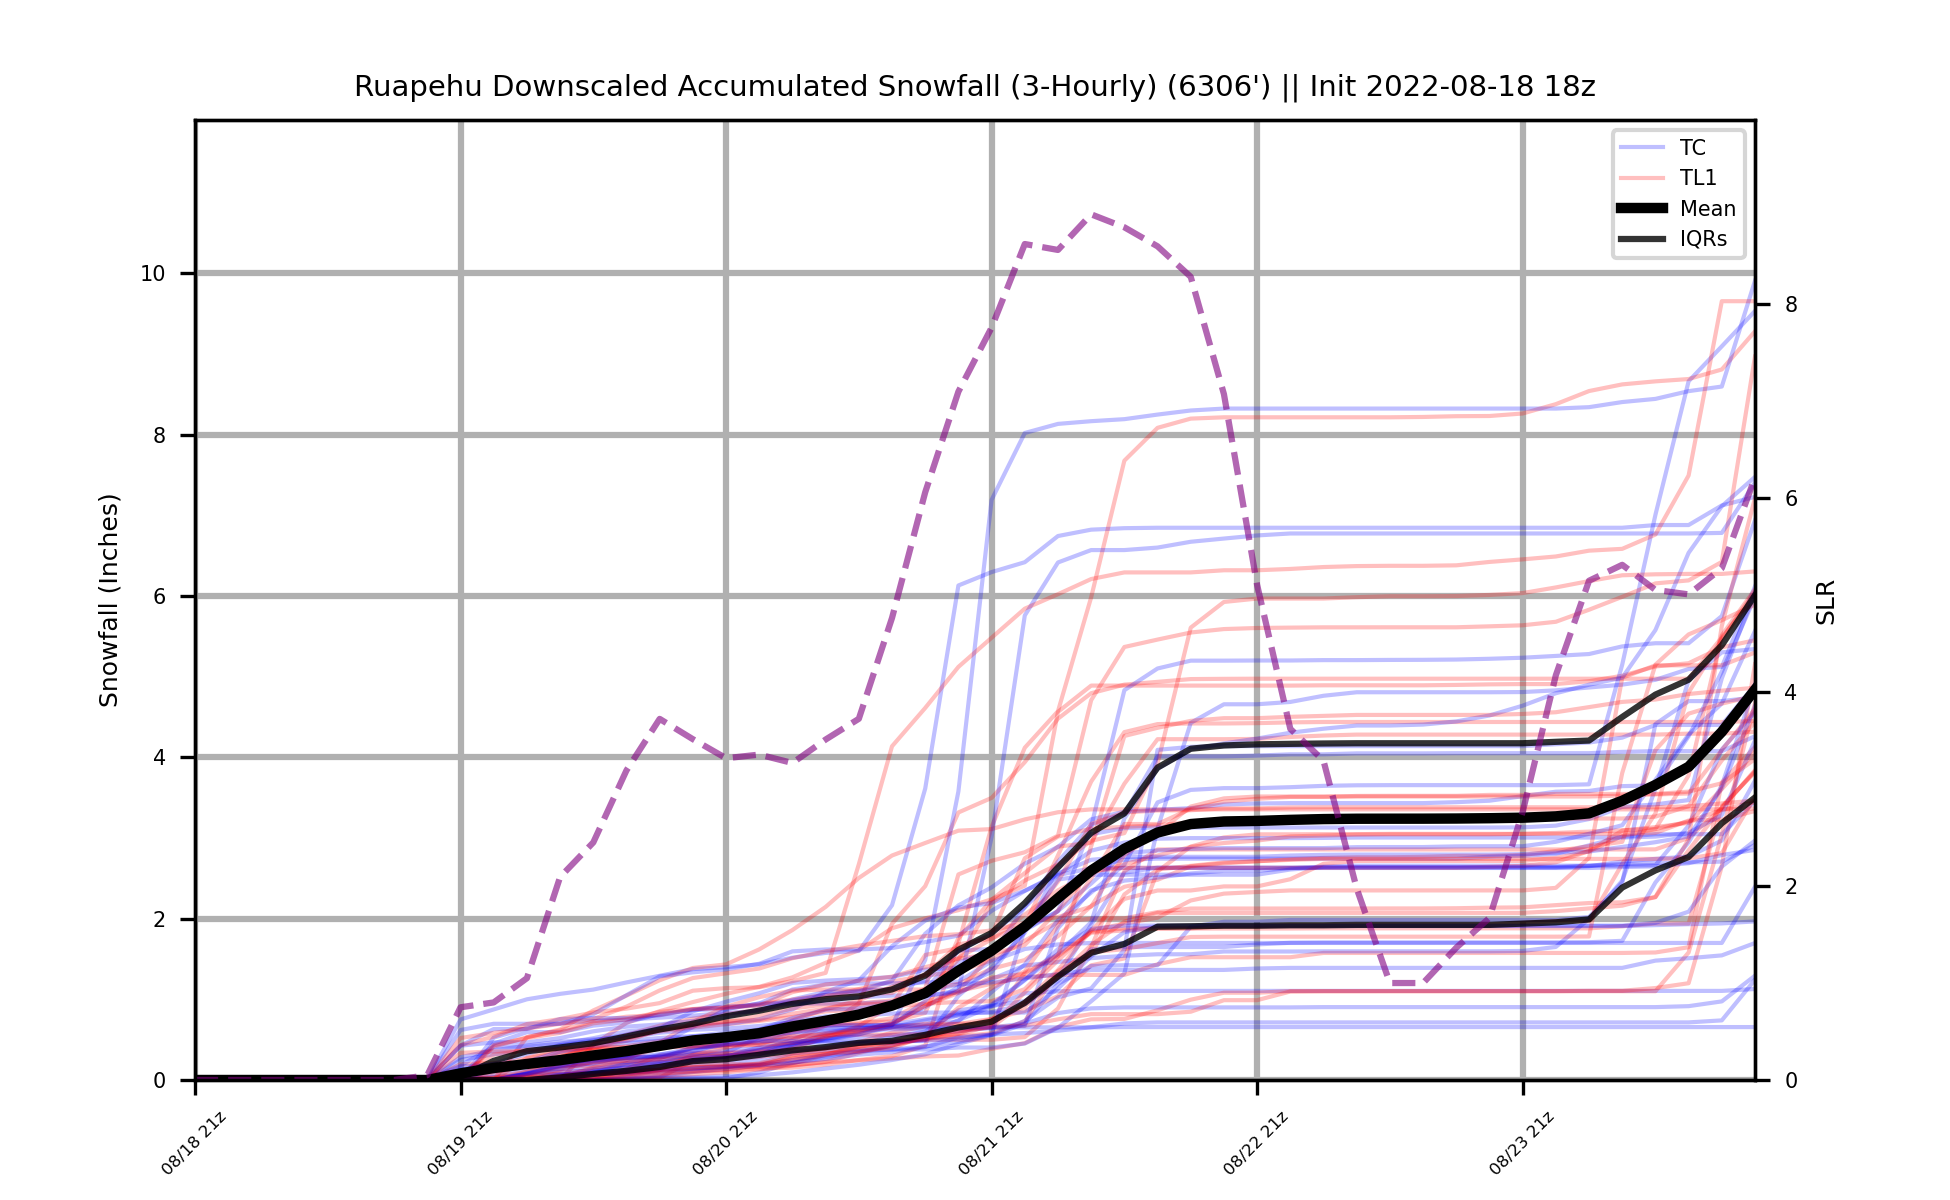 Ruapehu Downscaled Accumulated Snowfall (3-Hourly) (6306') || Init 2022-08-18 18z
TC
TL1
Mean
IQRs
Snowfall (Inches)
10
8
6
4
2
0
SLR
8
6
4
2
0
08/18 21z
08/19 21z
08/20 21z
08/21 21z
08/22 21z
08/23 21z